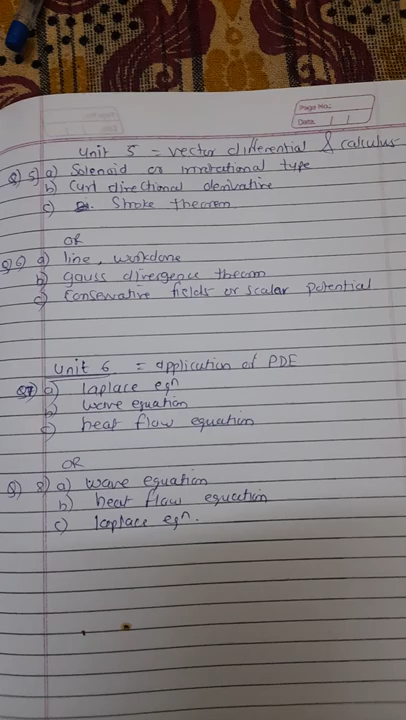 Page No.:
Date: / /
Unit 5 = vector differential & calculus
Q) 5) a) Solenoid or irrotational type
b) Curl directional derivative
c) Stroke theorem
OR
Q6) a) line, workdone
b) gauss divergence theorm
c) Consevative fields or scalar potential
Unit 6 = application of PDE
Q7) a) laplace eqn
b) wave equation
c) heat flow equation
OR
Q) 8) a) wave equation
b) heat flow equation
c) laplace eqn.